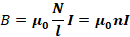 B = μ₀ N/l I = μ₀nI